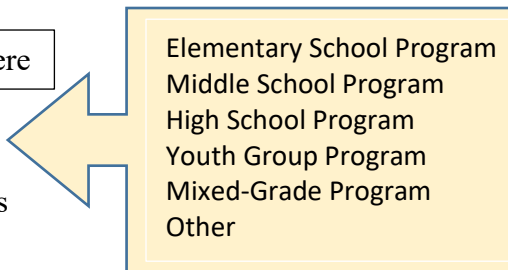 ere
Elementary School Program
Middle School Program
High School Program
Youth Group Program
Mixed-Grade Program
s
Other